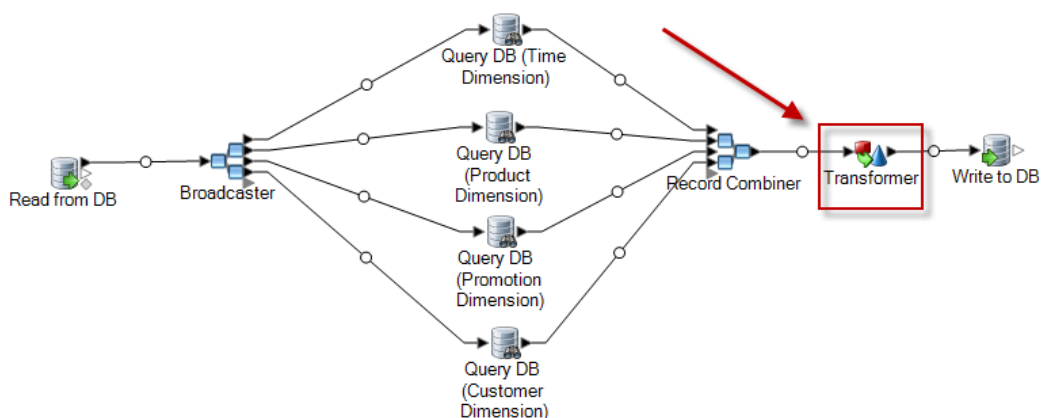 Query DB (Time
Dimension)
Query DB
(Product
Dimension)
Read from DB
Broadcaster
Record Combiner
Transformer
Write to DB
Query DB
(Promotion
Dimension)
Query DB
(Customer
Dimension)